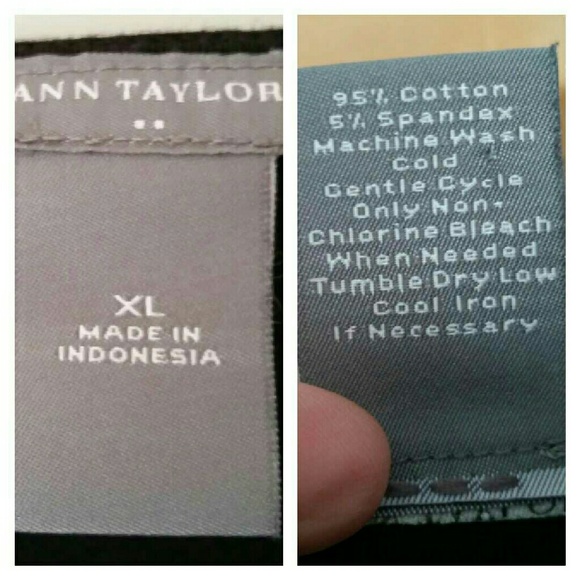 ANN TAYLOR
XL
MADE IN
INDONESIA
95% Cotton
5% Spandex
Machine Wash
Cold
Gentle Cycle
Only Non-
Chlorine Bleach
When Needed
Tumble Dry Low
Cool Iron
If Necessary